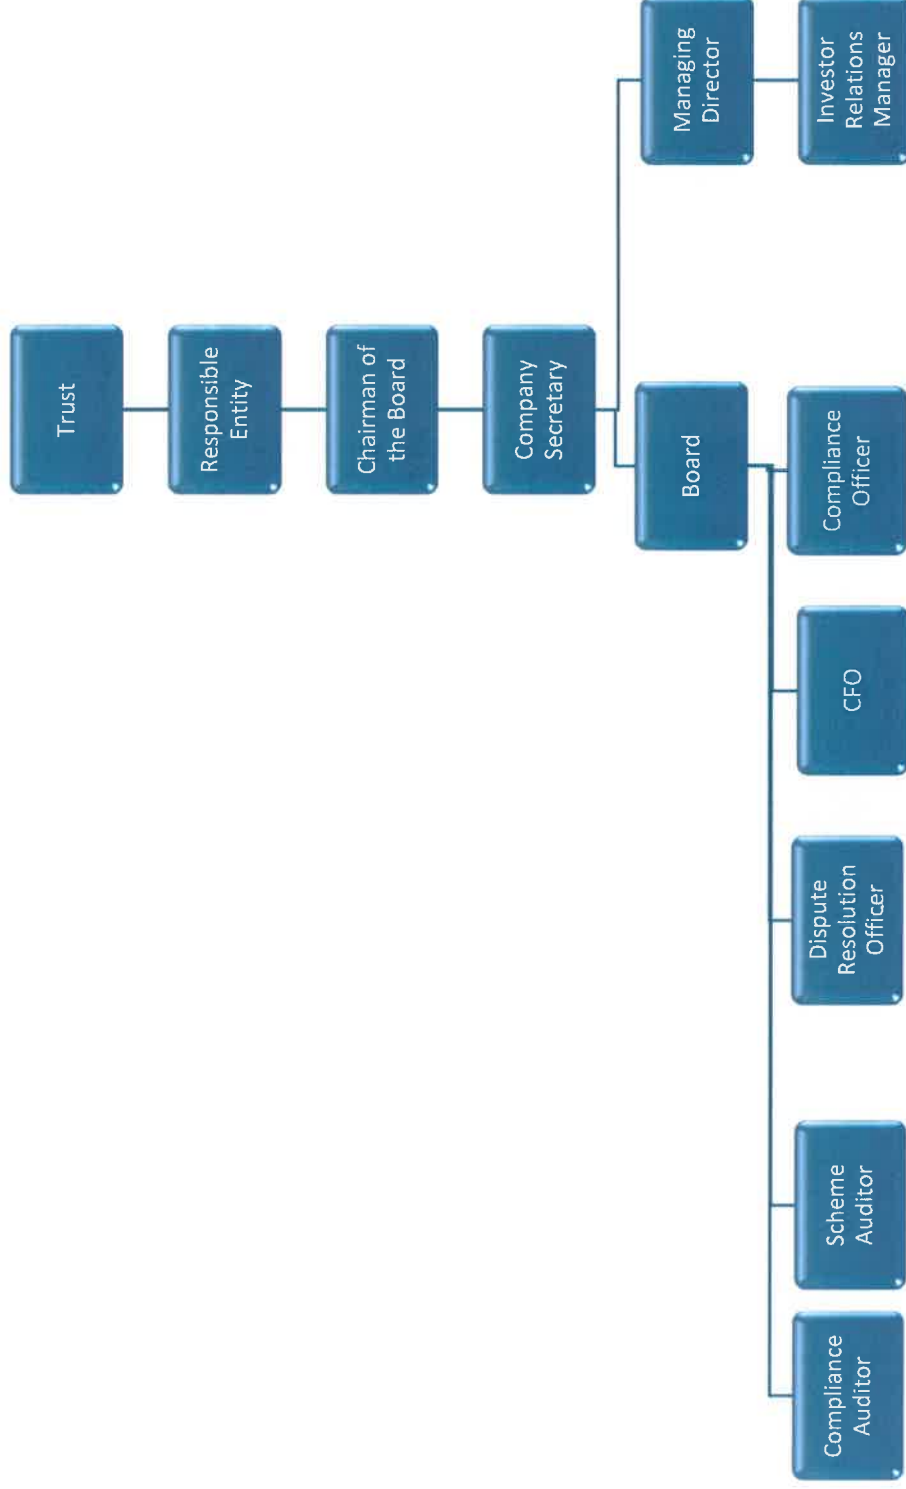 Trust
Responsible
Entity
Chairman of
the Board
Company
Secretary
Board
Managing
Director
Compliance
Auditor
Scheme
Auditor
Dispute
Resolution
Officer
CFO
Compliance
Officer
Investor
Relations
Manager